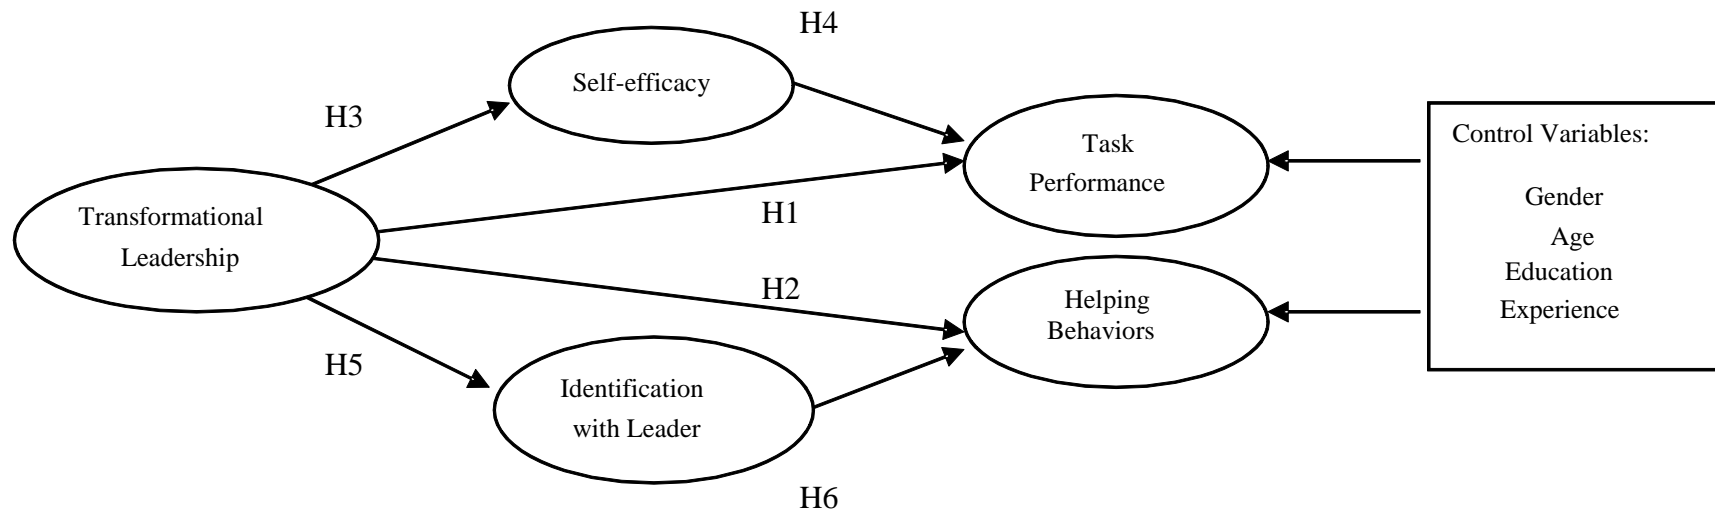 H4
Self-efficacy
H3
Task
Performance
Control Variables:
Gender
Age
Education
Experience
Transformational
Leadership
H1
H2
Helping
Behaviors
H5
Identification
with Leader
H6